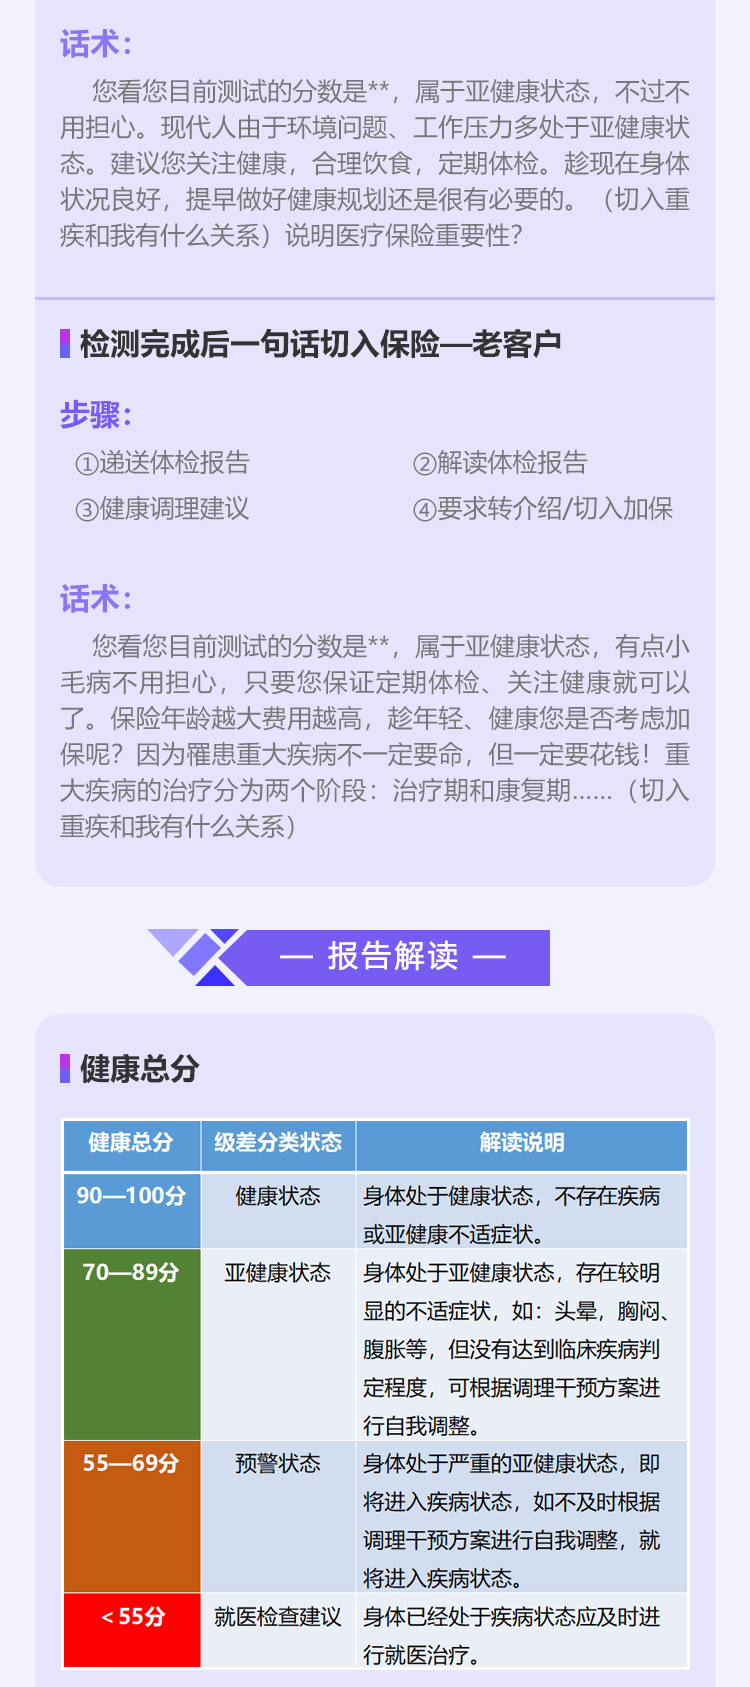 话术：
您看您目前测试的分数是**，属于亚健康状态，不过不
用担心。现代人由于环境问题、工作压力多处于亚健康状
态。建议您关注健康，合理饮食，定期体检。趁现在身体
状况良好，提早做好健康规划还是很有必要的。（切入重
疾和我有什么关系）说明医疗保险重要性？
检测完成后一句话切入保险—老客户
步骤：
①递送体检报告 ②解读体检报告
③健康调理建议 ④要求转介绍/切入加保
话术：
您看您目前测试的分数是**，属于亚健康状态，有点小
毛病不用担心，只要您保证定期体检、关注健康就可以
了。保险年龄越大费用越高，趁年轻、健康您是否考虑加
保呢？因为罹患重大疾病不一定要命，但一定要花钱！重
大疾病的治疗分为两个阶段：治疗期和康复期......（切入
重疾和我有什么关系）
— 报告解读 —
健康总分
健康总分 级差分类状态 解读说明
90—100分 健康状态 身体处于健康状态，不存在疾病
或亚健康不适症状。
70—89分 亚健康状态 身体处于亚健康状态，存在较明
显的不适症状，如：头晕，胸闷、
腹胀等，但没有达到临床疾病判
定程度，可根据调理干预方案进
行自我调整。
55—69分 预警状态 身体处于严重的亚健康状态，即
将进入疾病状态，如不及时根据
调理干预方案进行自我调整，就
将进入疾病状态。
＜55分 就医检查建议 身体已经处于疾病状态应及时进
行就医治疗。